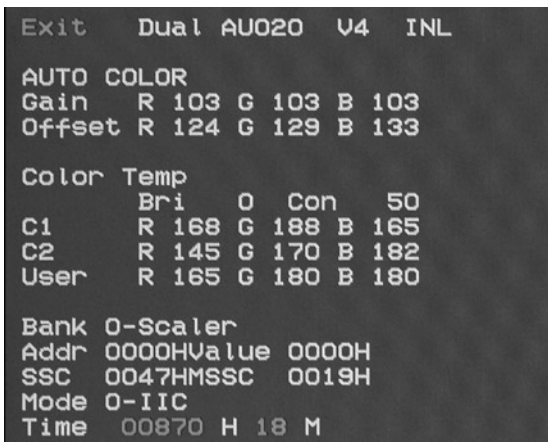 Exit Dual AU020 V4 INL
AUTO COLOR
Gain R 103 G 103 B 103
Offset R 124 G 129 B 133
Color Temp
Bri 0 Con 50
C1 R 168 G 188 B 165
C2 R 145 G 170 B 182
User R 165 G 180 B 180
Bank 0-Scaler
Addr 0000HValue 0000H
SSC 0047HMSSC 0019H
Mode 0-IIC
Time 00870 H 18 M